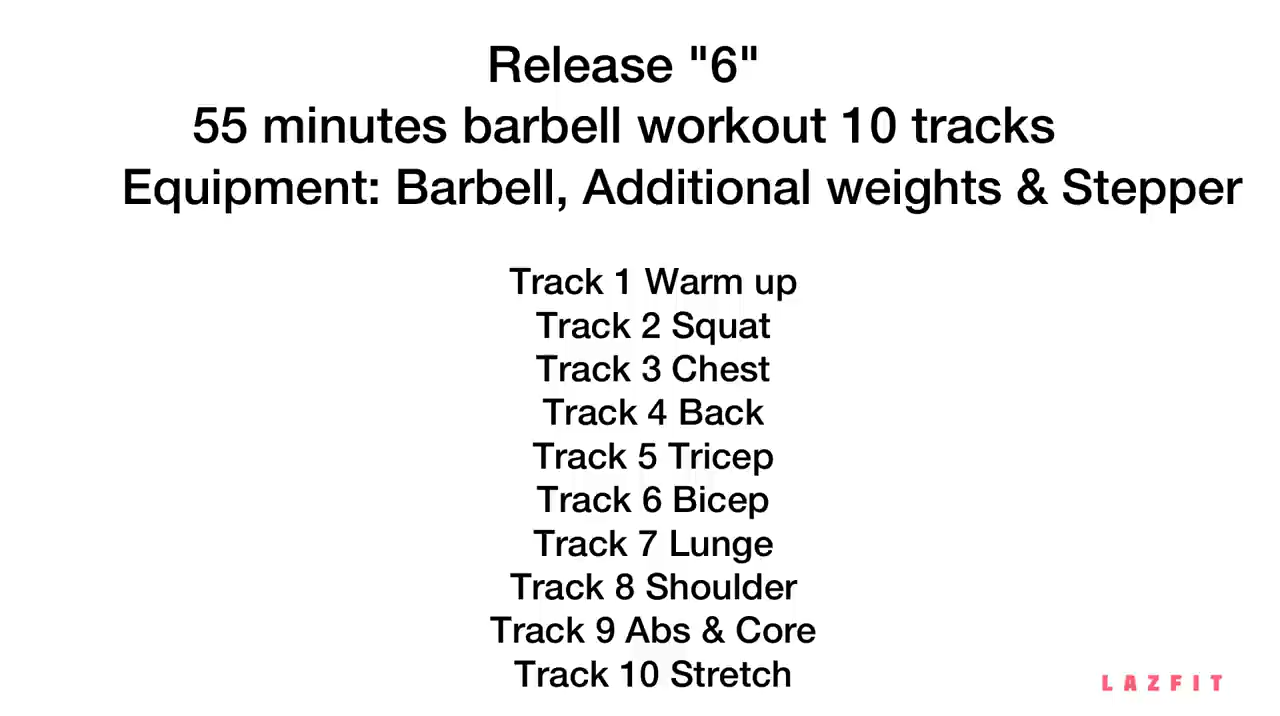 Release "6"
55 minutes barbell workout 10 tracks
Equipment: Barbell, Additional weights & Stepper
Track 1 Warm up
Track 2 Squat
Track 3 Chest
Track 4 Back
Track 5 Tricep
Track 6 Bicep
Track 7 Lunge
Track 8 Shoulder
Track 9 Abs & Core
Track 10 Stretch
LAZFIT